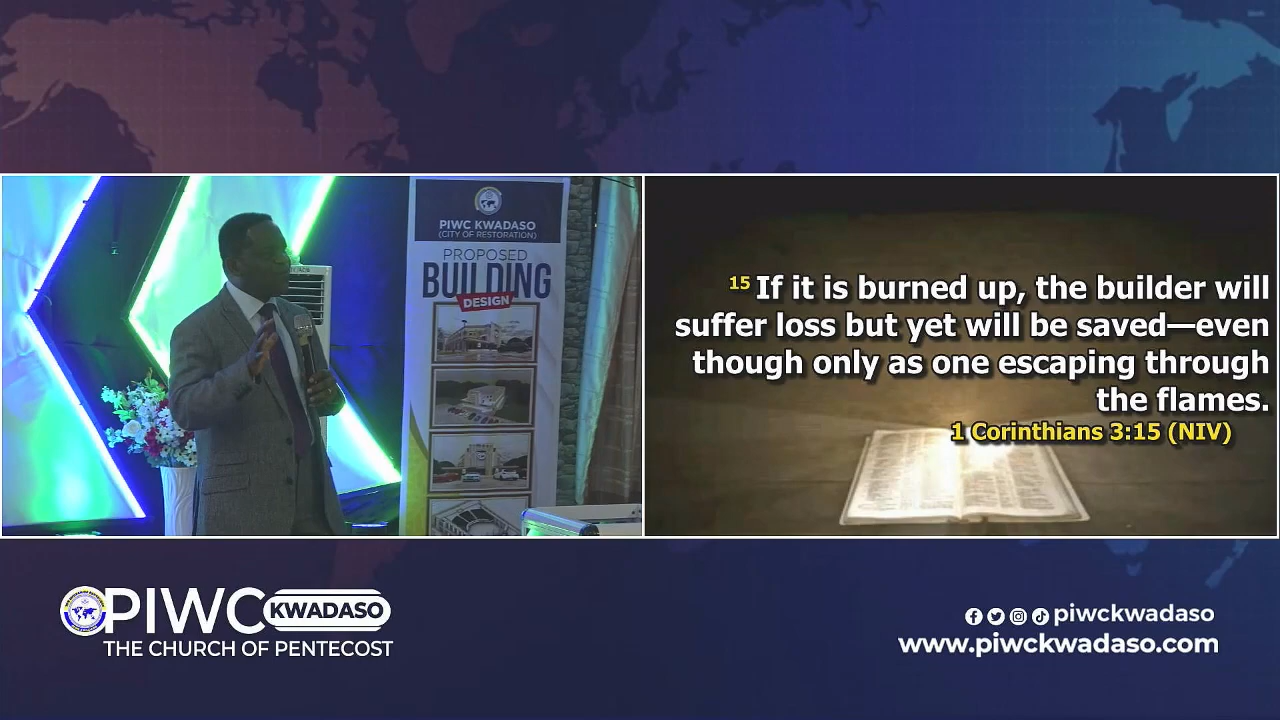 PIWC KWADASO
(CITY OF RESTORATION)
PROPOSED
BUILDING
DESIGN
15 If it is burned up, the builder will
suffer loss but yet will be saved—even
though only as one escaping through
the flames.
1 Corinthians 3:15 (NIV)
PIWC KWADASO
THE CHURCH OF PENTECOST
piwckwadaso
www.piwckwadaso.com